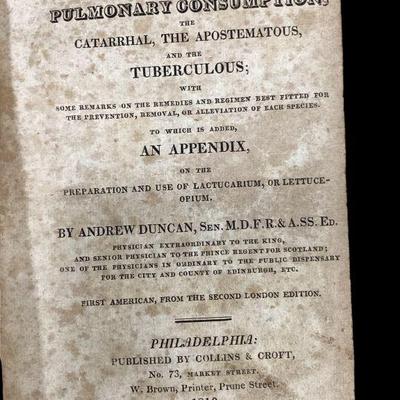 PULMONARY CONSUMPTION;
THE
CATARRHAL, THE APOSTEMATOUS,
AND THE
TUBERCULOUS;
WITH
SOME REMARKS ON THE REMEDIES AND REGIMEN BEST FITTED FOR
THE PREVENTION, REMOVAL, OR ALLEVIATION OF EACH SPECIES.
TO WHICH IS ADDED,
AN APPENDIX,
ON THE
PREPARATION AND USE OF LACTUCARIUM, OR LETTUCE-
OPIUM.
BY ANDREW DUNCAN, SEN. M.D.F.R.& A.SS. ED.
PHYSICIAN EXTRAORDINARY TO THE KING,
AND SENIOR PHYSICIAN TO THE PRINCE REGENT FOR SCOTLAND;
ONE OF THE PHYSICIANS IN ORDINARY TO THE PUBLIC DISPENSARY
FOR THE CITY AND COUNTY OF EDINBURGH, ETC.
FIRST AMERICAN, FROM THE SECOND LONDON EDITION.
PHILADELPHIA:
PUBLISHED BY COLLINS & CROFT,
No. 73, MARKET STREET.
W. Brown, Printer, Prune Street.